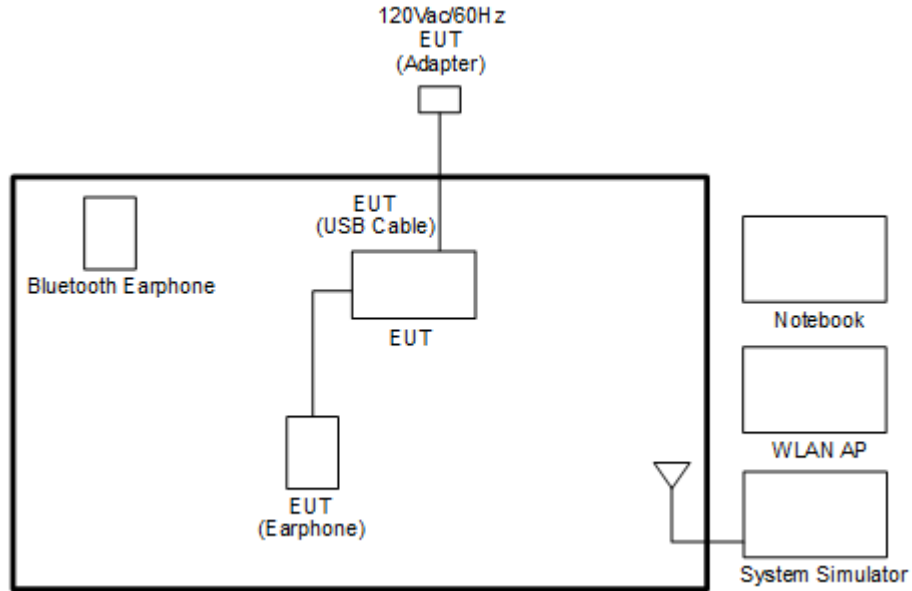 120Vac/60Hz
EUT
(Adapter)
EUT
(USB Cable)
Bluetooth Earphone
EUT
Notebook
WLAN AP
EUT
(Earphone)
System Simulator